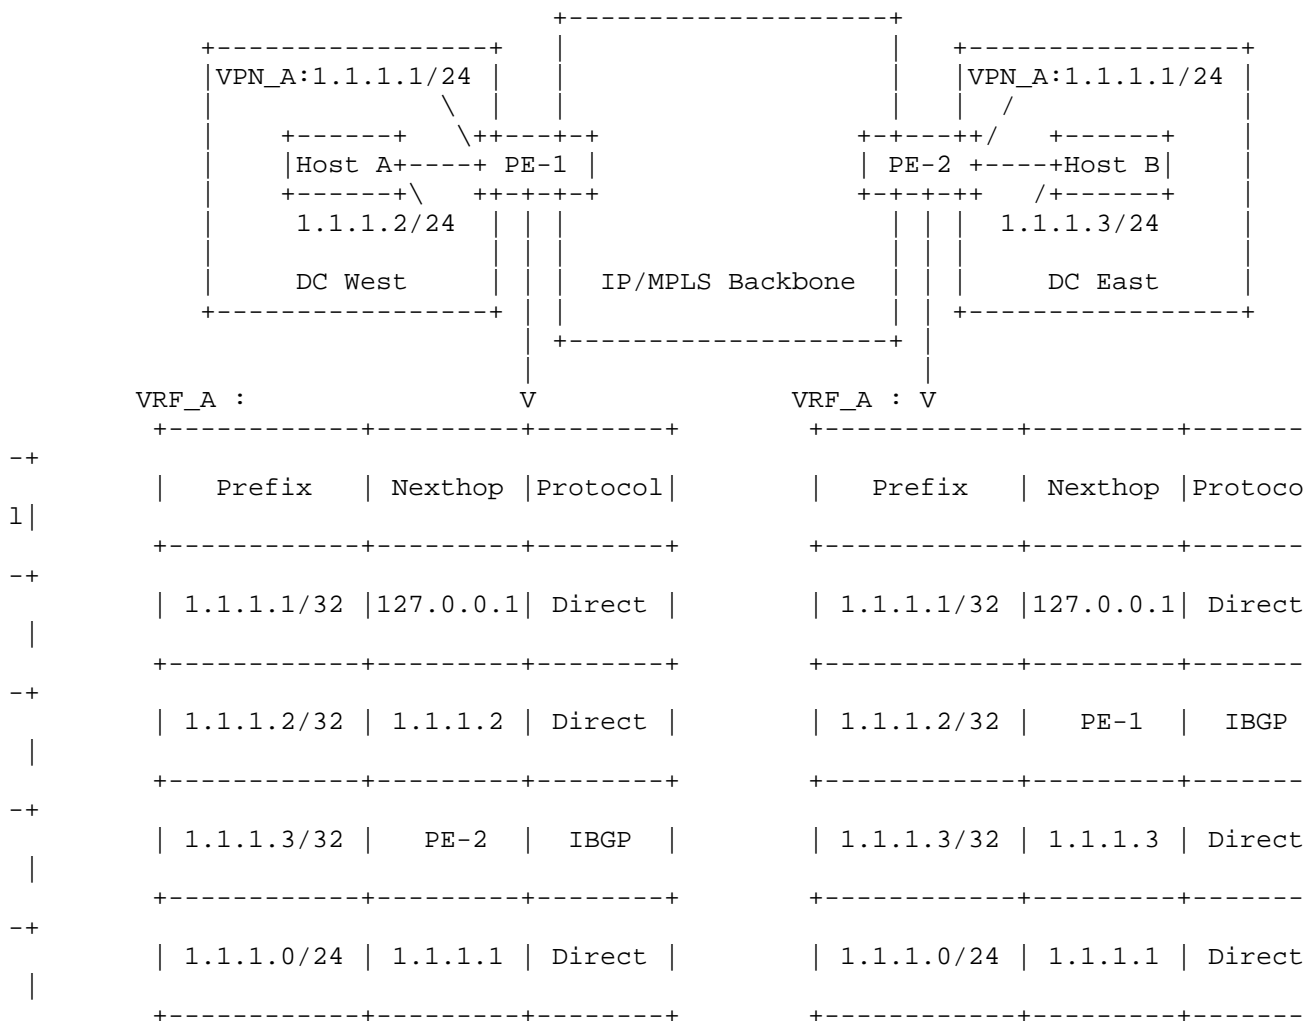 VPN_A:1.1.1.1/24 VPN_A:1.1.1.1/24
Host A PE-1 PE-2 Host B
1.1.1.2/24 1.1.1.3/24
DC West IP/MPLS Backbone DC East
VRF_A : V VRF_A : V
Prefix Nexthop Protocol Prefix Nexthop Protoco
l
1.1.1.1/32 127.0.0.1 Direct 1.1.1.1/32 127.0.0.1 Direct
1.1.1.2/32 1.1.1.2 Direct 1.1.1.2/32 PE-1 IBGP
1.1.1.3/32 PE-2 IBGP 1.1.1.3/32 1.1.1.3 Direct
1.1.1.0/24 1.1.1.1 Direct 1.1.1.0/24 1.1.1.1 Direct